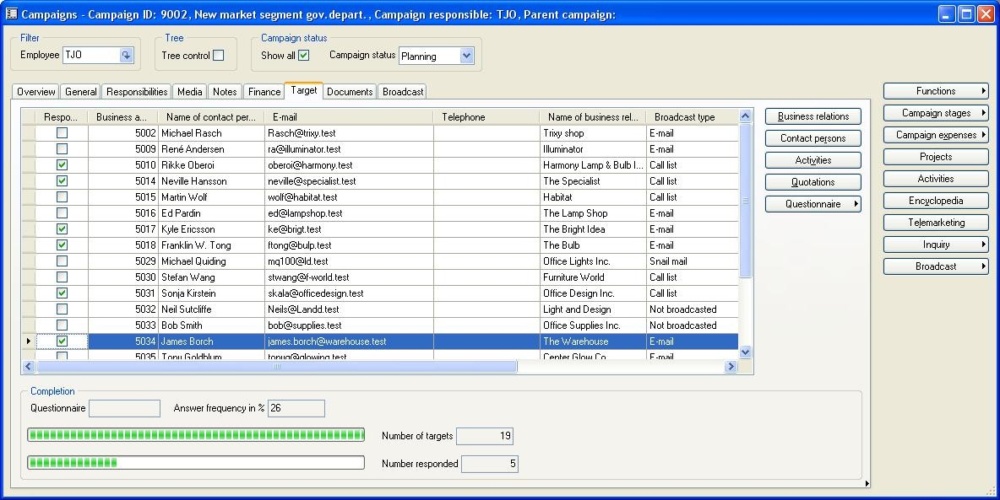 Campaigns - Campaign ID: 9002, New market segment gov.depart. , Campaign responsible: TJO, Parent campaign:
Filter Tree Campaign status
Employee TJO Tree control Show all Campaign status Planning
Overview General Responsibilities Media Notes Finance Target Documents Broadcast
Respo... Business a... Name of contact per... E-mail Telephone Name of business rel... Broadcast type
5002 Michael Rasch Rasch@trixy.test Trixy shop E-mail
5009 René Andersen ra@illuminator.test Illuminator E-mail
5010 Rikke Oberoi oberoi@harmony.test Harmony Lamp & Bulb I... Call list
5014 Neville Hansson neville@specialist.test The Specialist Call list
5015 Martin Wolf wolf@habitat.test Habitat Call list
5016 Ed Pardin ed@lampshop.test The Lamp Shop E-mail
5017 Kyle Ericsson ke@brigt.test The Bright Idea E-mail
5018 Franklin W. Tong ftong@bulp.test The Bulb E-mail
5029 Michael Quiding mq100@ld.test Office Lights Inc. Snail mail
5030 Stefan Wang stwang@f-world.test Furniture World Call list
5031 Sonja Kirstein skala@officedesign.test Office Design Inc. Call list
5032 Neil Sutcliffe Neils@Landd.test Light and Design Not broadcasted
5033 Bob Smith bob@supplies.test Office Supplies Inc. Not broadcasted
5034 James Borch james.borch@warehouse.test The Warehouse E-mail
5035 Tony Goldblum tonyg@glowing.test Center Glow Co. E-mail
Business relations
Contact persons
Activities
Quotations
Questionnaire
Functions
Campaign stages
Campaign expenses
Projects
Activities
Encyclopedia
Telemarketing
Inquiry
Broadcast
Completion
Questionnaire Answer frequency in % 26
Number of targets 19
Number responded 5